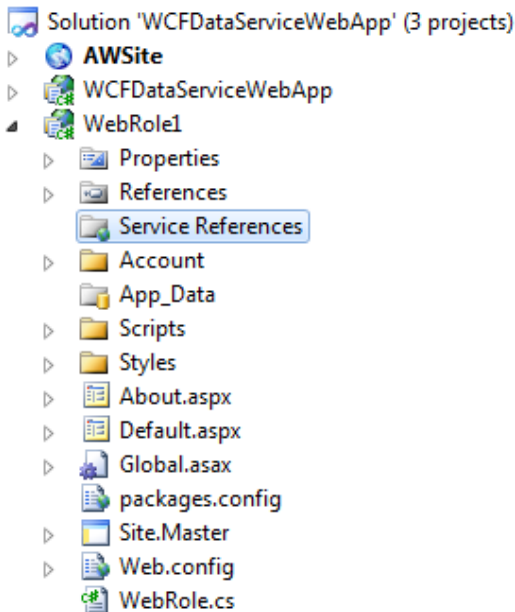 Solution 'WCFDataServiceWebApp' (3 projects)
AWSite
WCFDataServiceWebApp
WebRole1
Properties
References
Service References
Account
App_Data
Scripts
Styles
About.aspx
Default.aspx
Global.asax
packages.config
Site.Master
Web.config
WebRole.cs